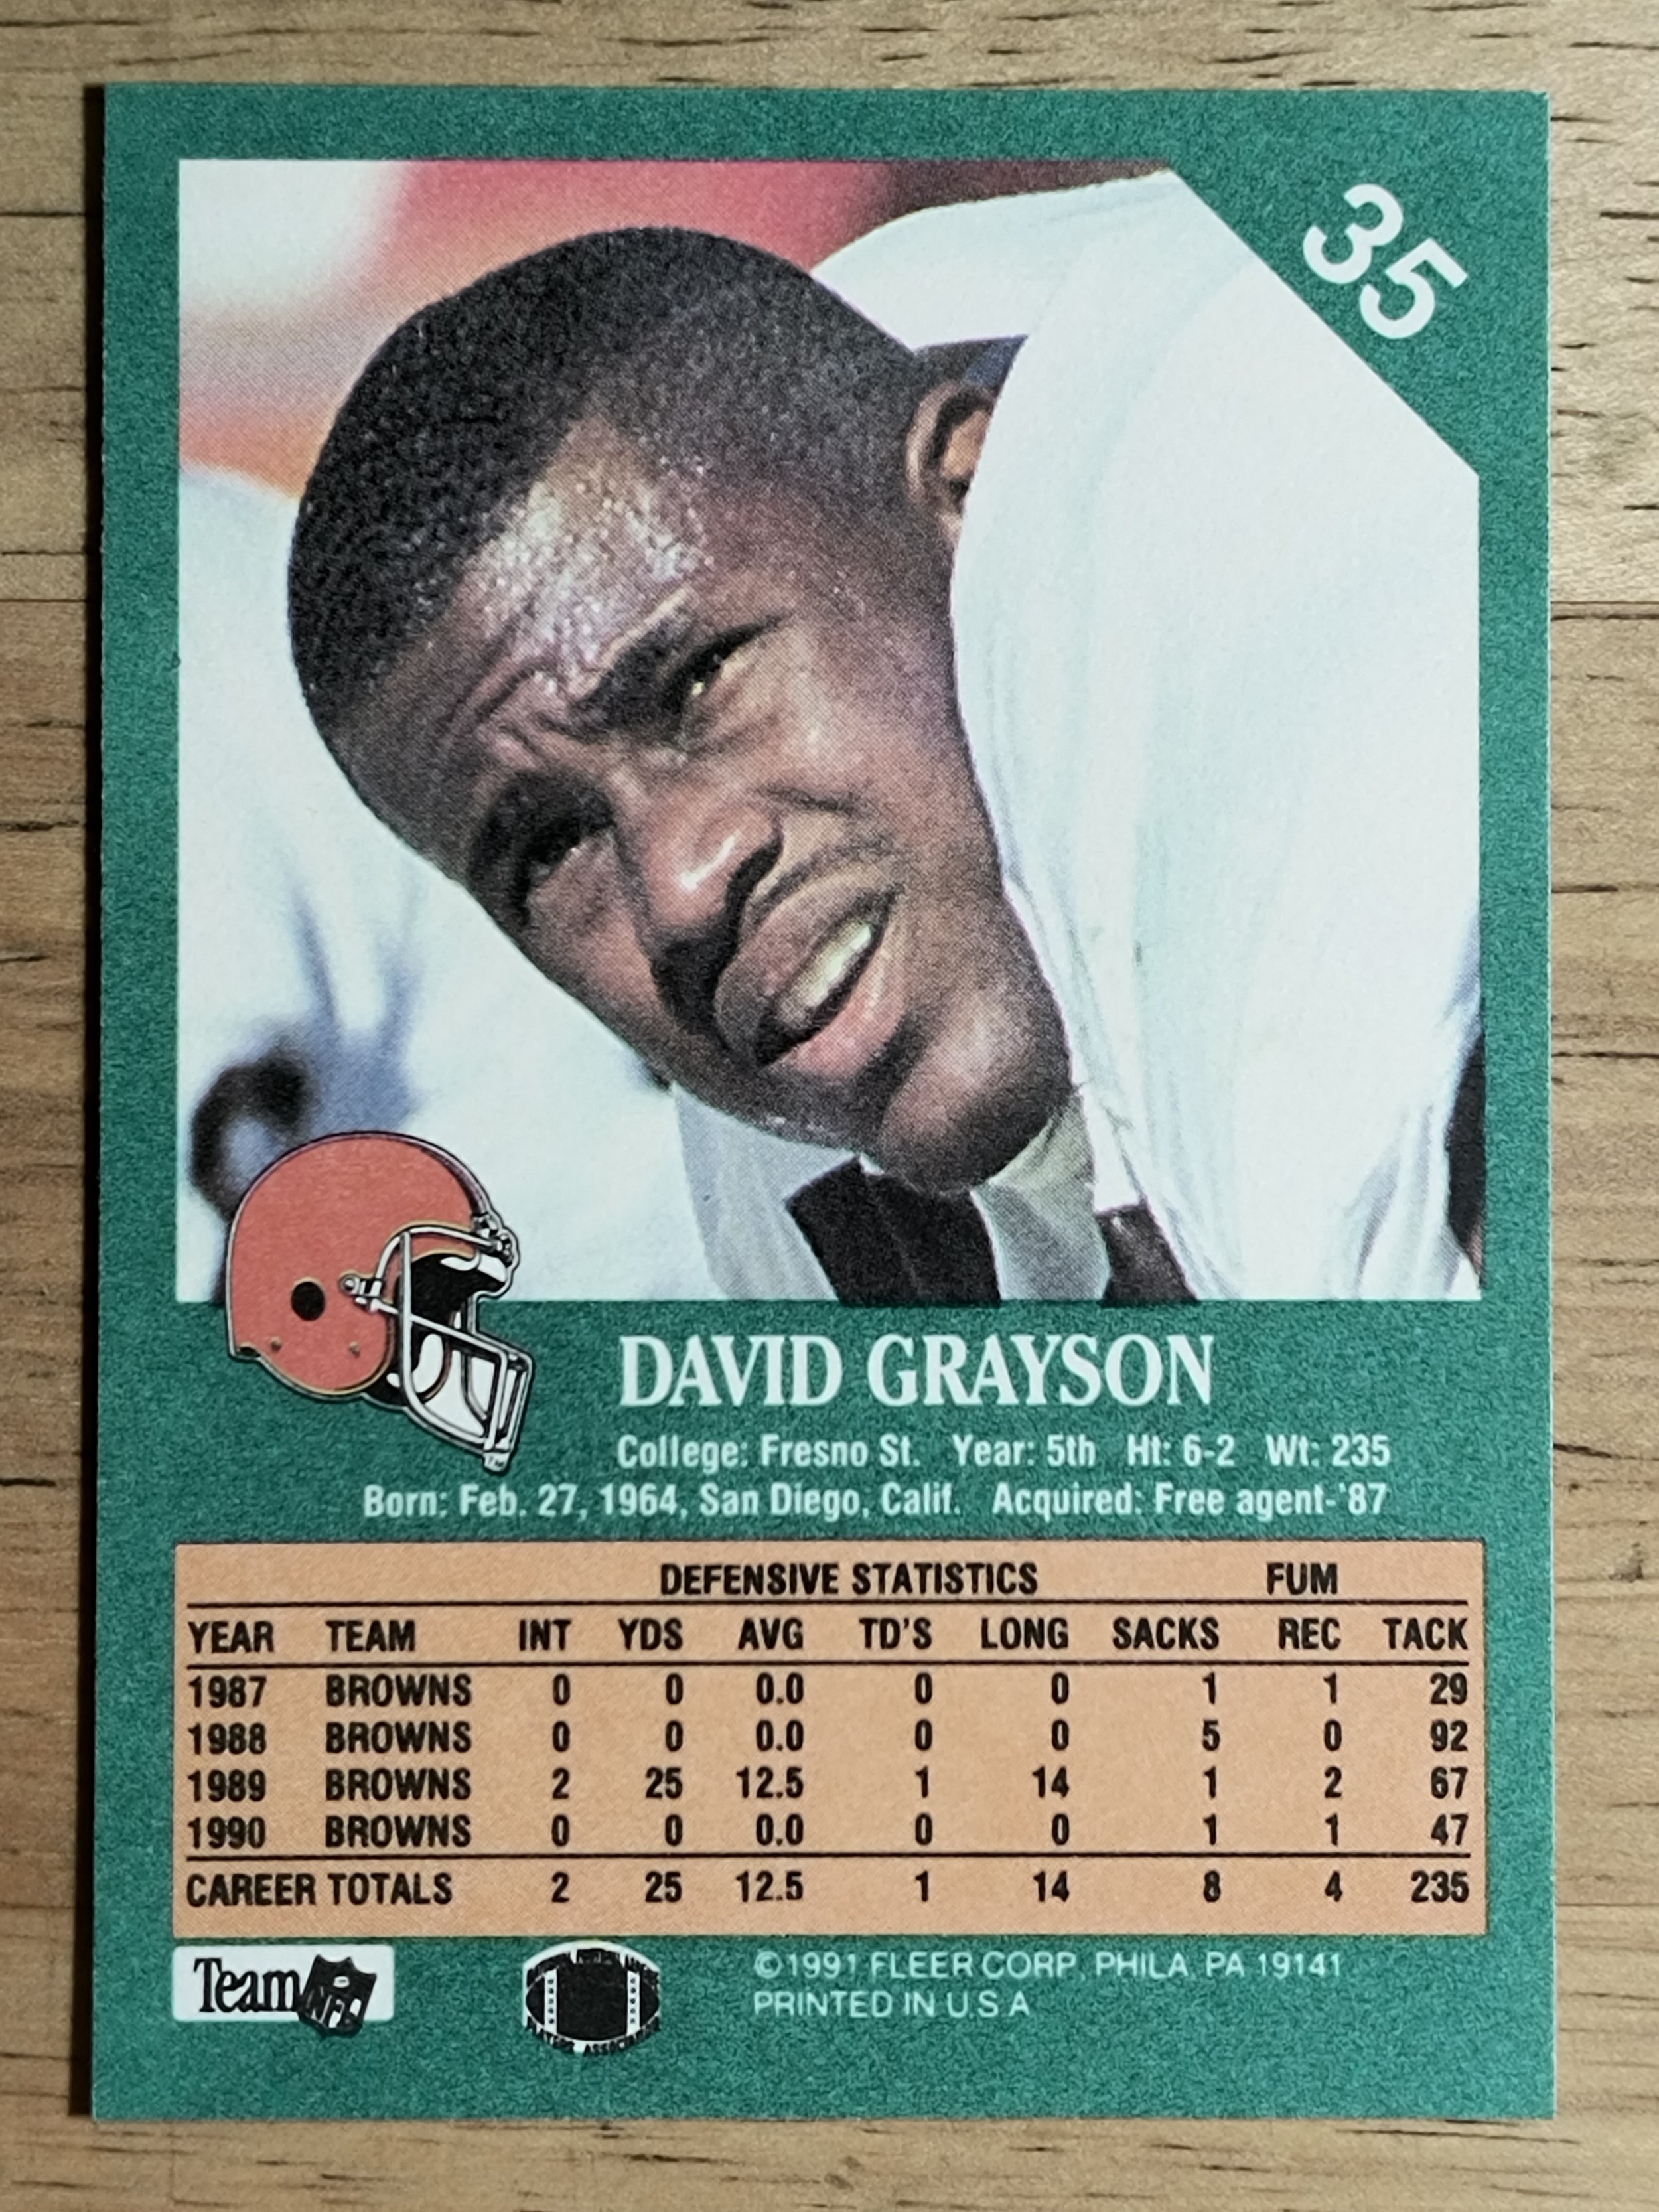 35
DAVID GRAYSON
College: Fresno St. Year: 5th Ht: 6-2 Wt: 235
Born: Feb. 27, 1964, San Diego, Calif. Acquired: Free agent-'87
DEFENSIVE STATISTICS FUM
YEAR TEAM INT YDS AVG TD'S LONG SACKS REC TACK
1987 BROWNS 0 0 0.0 0 0 1 1 29
1988 BROWNS 0 0 0.0 0 0 5 0 92
1989 BROWNS 2 25 12.5 1 14 1 2 67
1990 BROWNS 0 0 0.0 0 0 1 1 47
CAREER TOTALS 2 25 12.5 1 14 8 4 235
Team NFL
PLAYERS ASSOCIATION
©1991 FLEER CORP. PHILA. PA 19141
PRINTED IN U.S.A